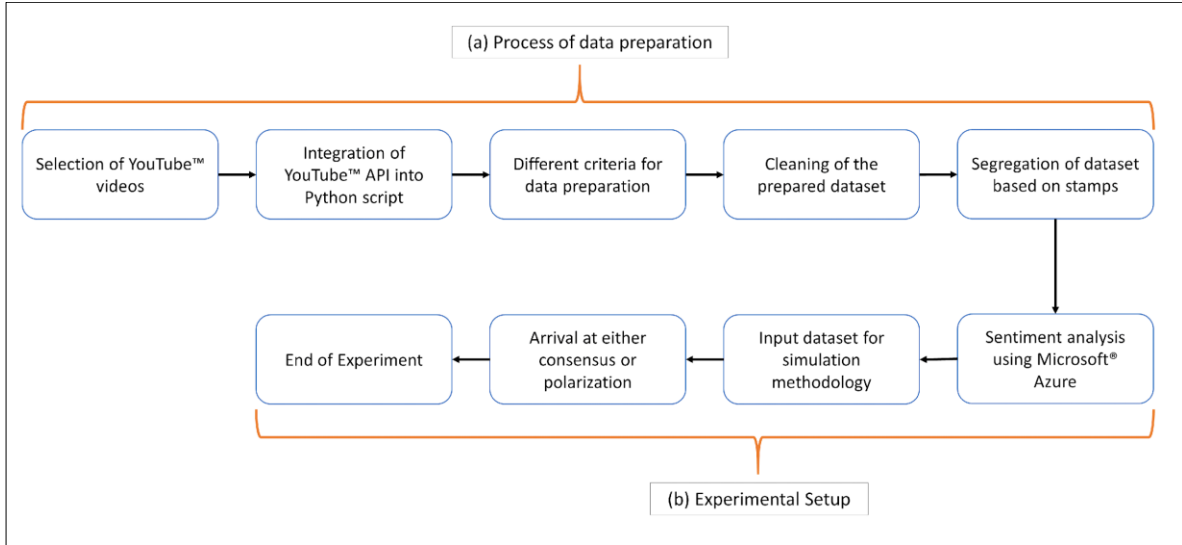 (a) Process of data preparation
Selection of YouTube™
videos
Integration of
YouTube™ API into
Python script
Different criteria for
data preparation
Cleaning of the
prepared dataset
Segregation of dataset
based on stamps
End of Experiment
Arrival at either
consensus or
polarization
Input dataset for
simulation
methodology
Sentiment analysis
using Microsoft®
Azure
(b) Experimental Setup